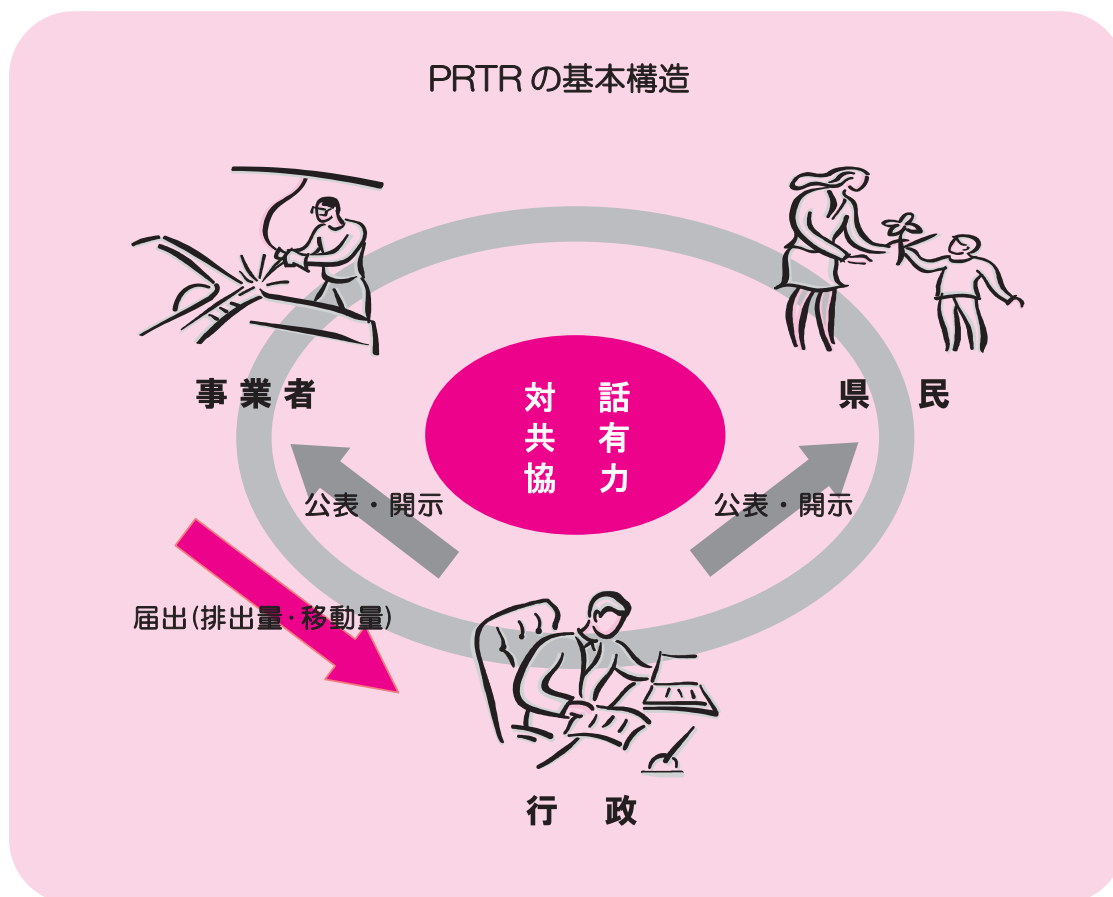 PRTRの基本構造
事業者
県民
対話
共有
協力
公表・開示
公表・開示
届出(排出量・移動量)
行政